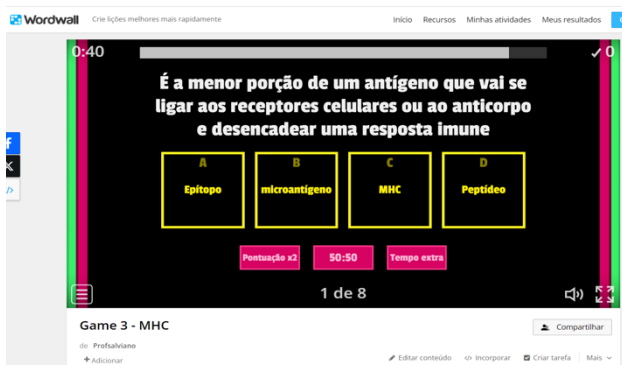 Wordwall Crie lições melhores mais rapidamente Início Recursos Minhas atividades Meus resultados
0:40 ✓ 0
É a menor porção de um antígeno que vai se
ligar aos receptores celulares ou ao anticorpo
e desencadear uma resposta imune
A B C D
Epítopo microantígeno MHC Peptídeo
Pontuação x2 50:50 Tempo extra
1 de 8
Game 3 - MHC Compartilhar
de Profsalviano
+ Adicionar Editar conteúdo </> Incorporar Criar tarefa Mais